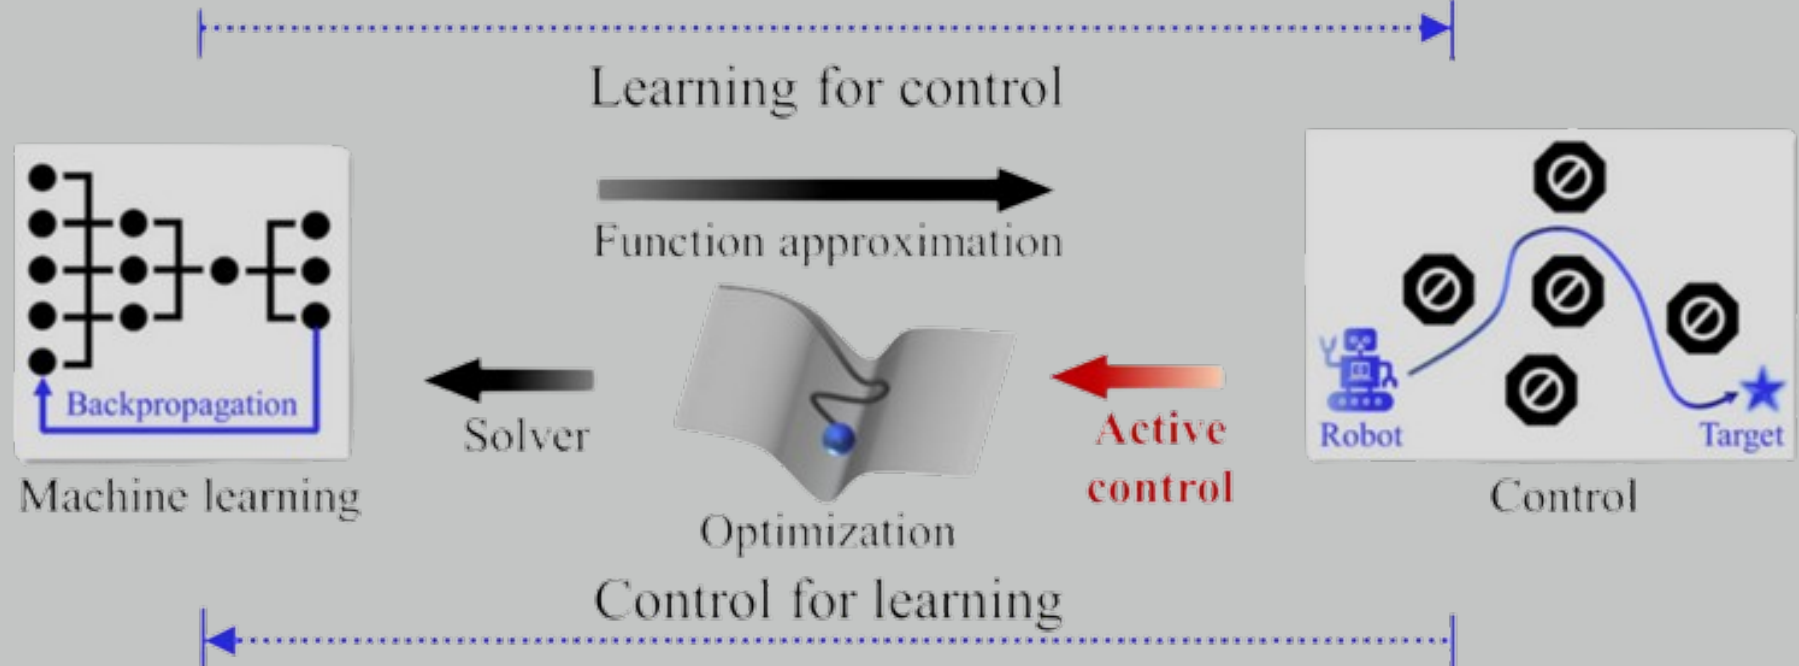 Learning for control
Function approximation
Backpropagation
Solver
Active
control
Robot
Target
Machine learning
Optimization
Control
Control for learning